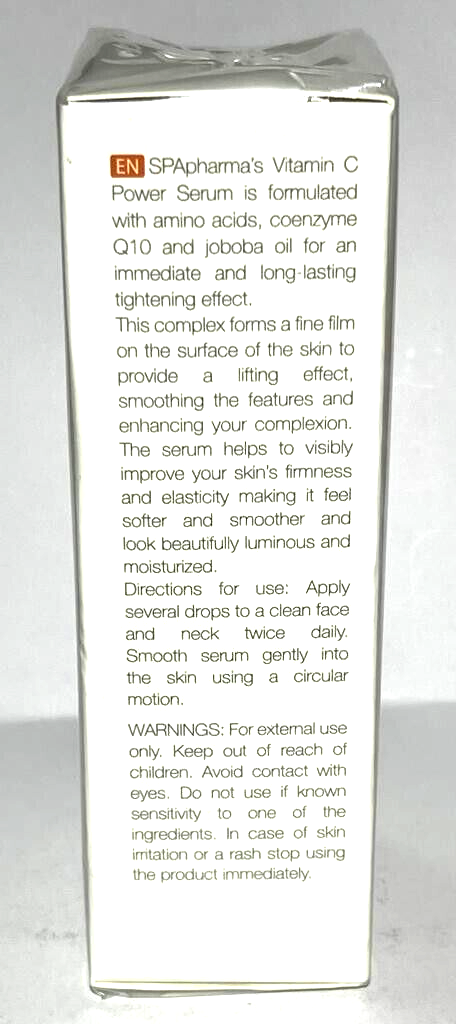 EN SPApharma's Vitamin C
Power Serum is formulated
with amino acids, coenzyme
Q10 and joboba oil for an
immediate and long-lasting
tightening effect.
This complex forms a fine film
on the surface of the skin to
provide a lifting effect,
smoothing the features and
enhancing your complexion.
The serum helps to visibly
improve your skin's firmness
and elasticity making it feel
softer and smoother and
look beautifully luminous and
moisturized.
Directions for use: Apply
several drops to a clean face
and neck twice daily.
Smooth serum gently into
the skin using a circular
motion.
WARNINGS: For external use
only. Keep out of reach of
children. Avoid contact with
eyes. Do not use if known
sensitivity to one of the
ingredients. In case of skin
irritation or a rash stop using
the product immediately.